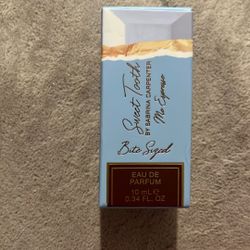 Sweet Tooth
BY SABRINA CARPENTER
Me Espresso
Bite Sized
EAU DE
PARFUM
10 mL ℮
0.34 FL. OZ